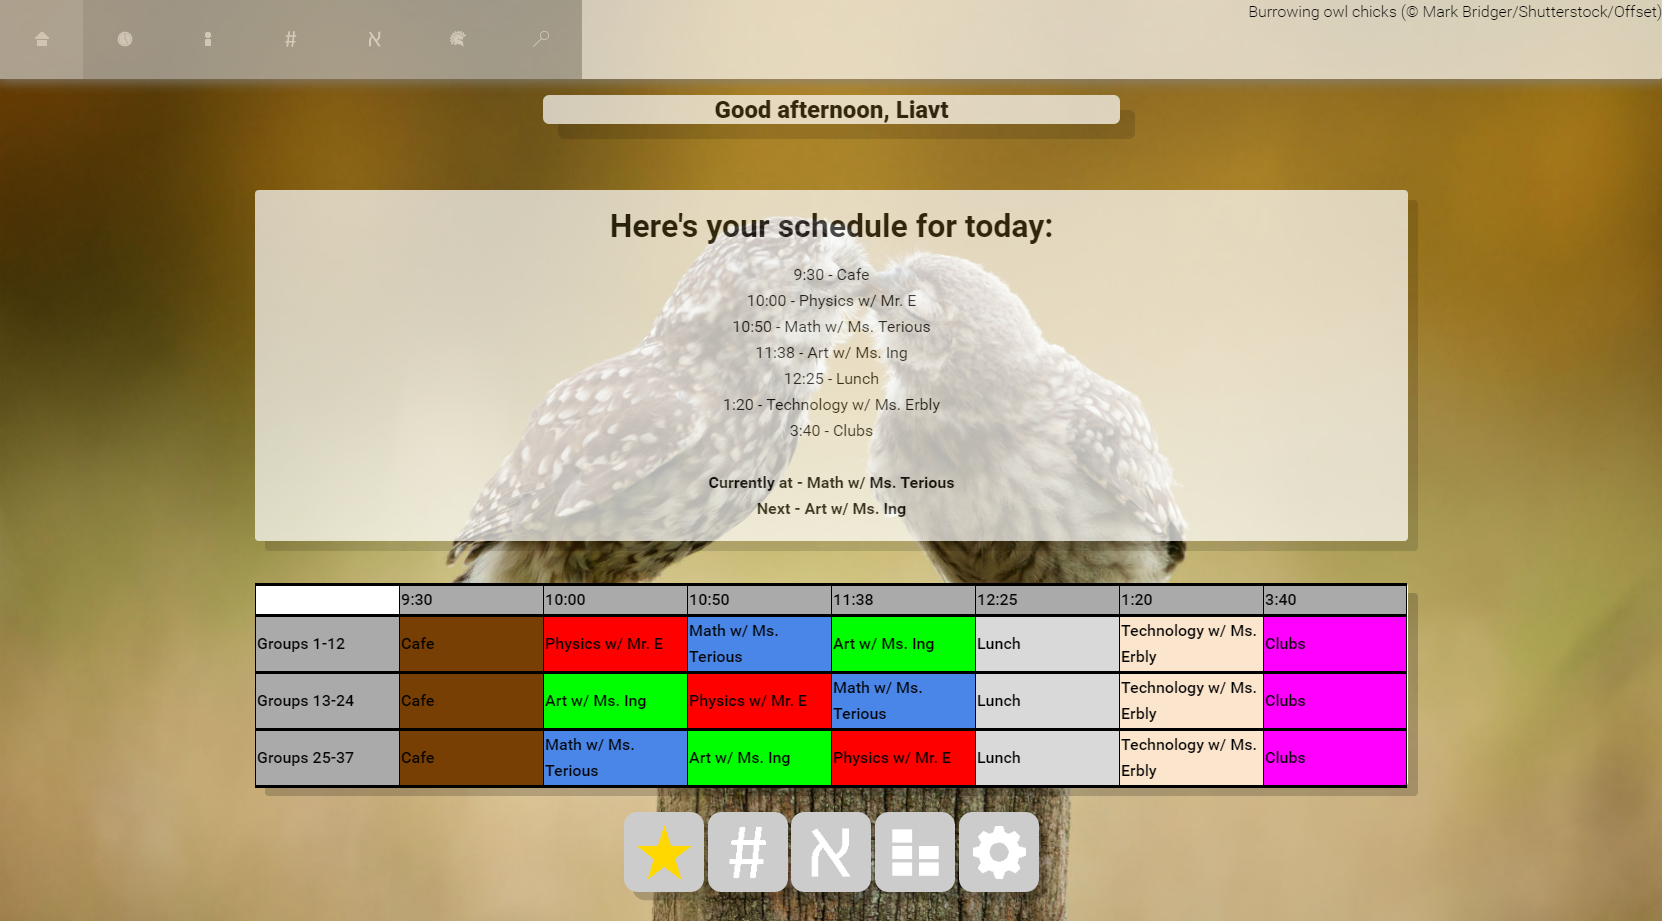 Burrowing owl chicks (© Mark Bridger/Shutterstock/Offset)
# א
Good afternoon, Liavt
Here's your schedule for today:
9:30 - Cafe
10:00 - Physics w/ Mr. E
10:50 - Math w/ Ms. Terious
11:38 - Art w/ Ms. Ing
12:25 - Lunch
1:20 - Technology w/ Ms. Erbly
3:40 - Clubs
Currently at - Math w/ Ms. Terious
Next - Art w/ Ms. Ing
9:30 10:00 10:50 11:38 12:25 1:20 3:40
Groups 1-12 Cafe Physics w/ Mr. E Math w/ Ms. Terious Art w/ Ms. Ing Lunch Technology w/ Ms. Erbly Clubs
Groups 13-24 Cafe Art w/ Ms. Ing Physics w/ Mr. E Math w/ Ms. Terious Lunch Technology w/ Ms. Erbly Clubs
Groups 25-37 Cafe Math w/ Ms. Terious Art w/ Ms. Ing Physics w/ Mr. E Lunch Technology w/ Ms. Erbly Clubs
# א